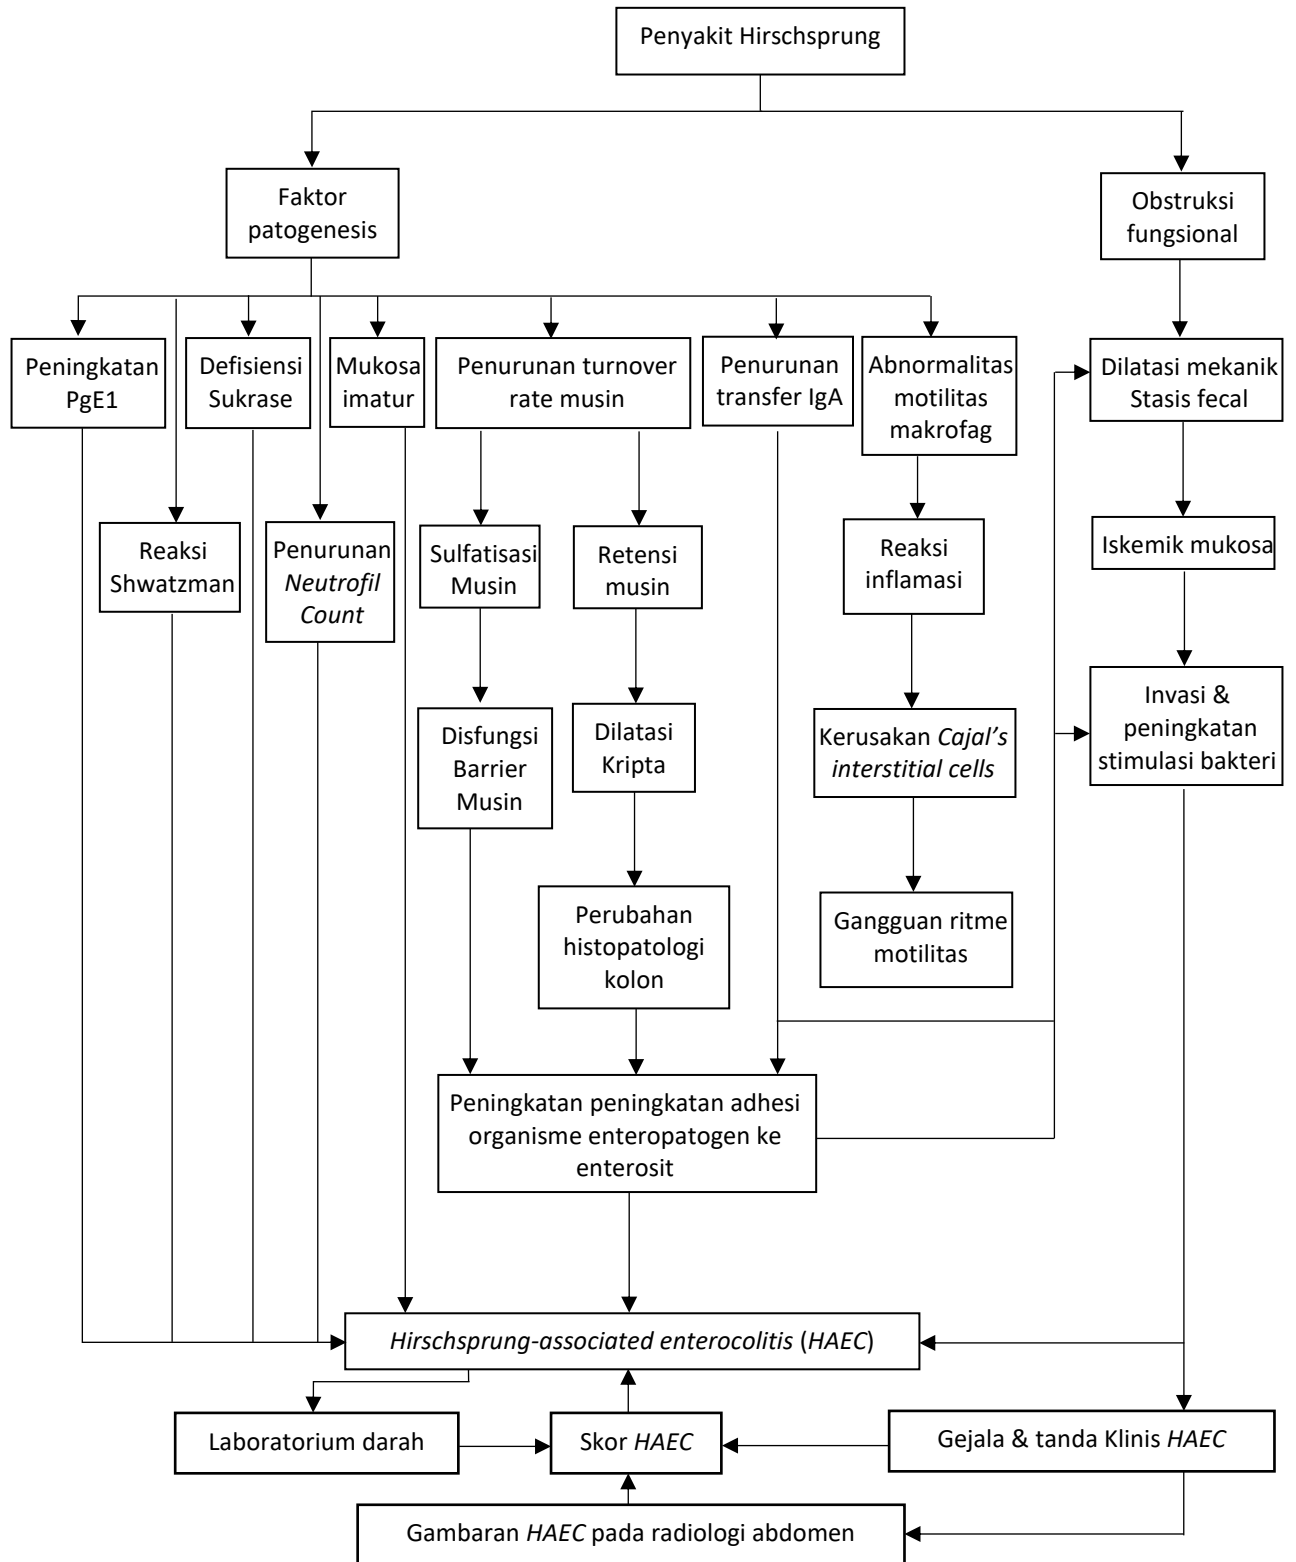 Penyakit Hirschsprung
Faktor
patogenesis
Obstruksi
fungsional
Peningkatan
PgE1
Defisiensi
Sukrase
Mukosa
imatur
Penurunan turnover
rate musin
Penurunan
transfer IgA
Abnormalitas
motilitas
makrofag
Dilatasi mekanik
Stasis fecal
Reaksi
Shwatzman
Penurunan
Neutrofil
Count
Sulfatisasi
Musin
Retensi
musin
Reaksi
inflamasi
Iskemik mukosa
Disfungsi
Barrier
Musin
Dilatasi
Kripta
Kerusakan Cajal’s
interstitial cells
Invasi &
peningkatan
stimulasi bakteri
Perubahan
histopatologi
kolon
Gangguan ritme
motilitas
Peningkatan peningkatan adhesi
organisme enteropatogen ke
enterosit
Hirschsprung-associated enterocolitis (HAEC)
Laboratorium darah
Skor HAEC
Gejala & tanda Klinis HAEC
Gambaran HAEC pada radiologi abdomen